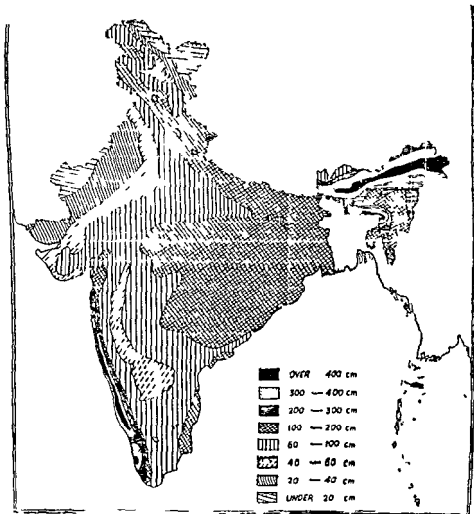 OVER 400 cm
300 — 400 cm
200 — 300 cm
100 — 200 cm
60 — 100 cm
40 — 60 cm
20 — 40 cm
UNDER 20 cm